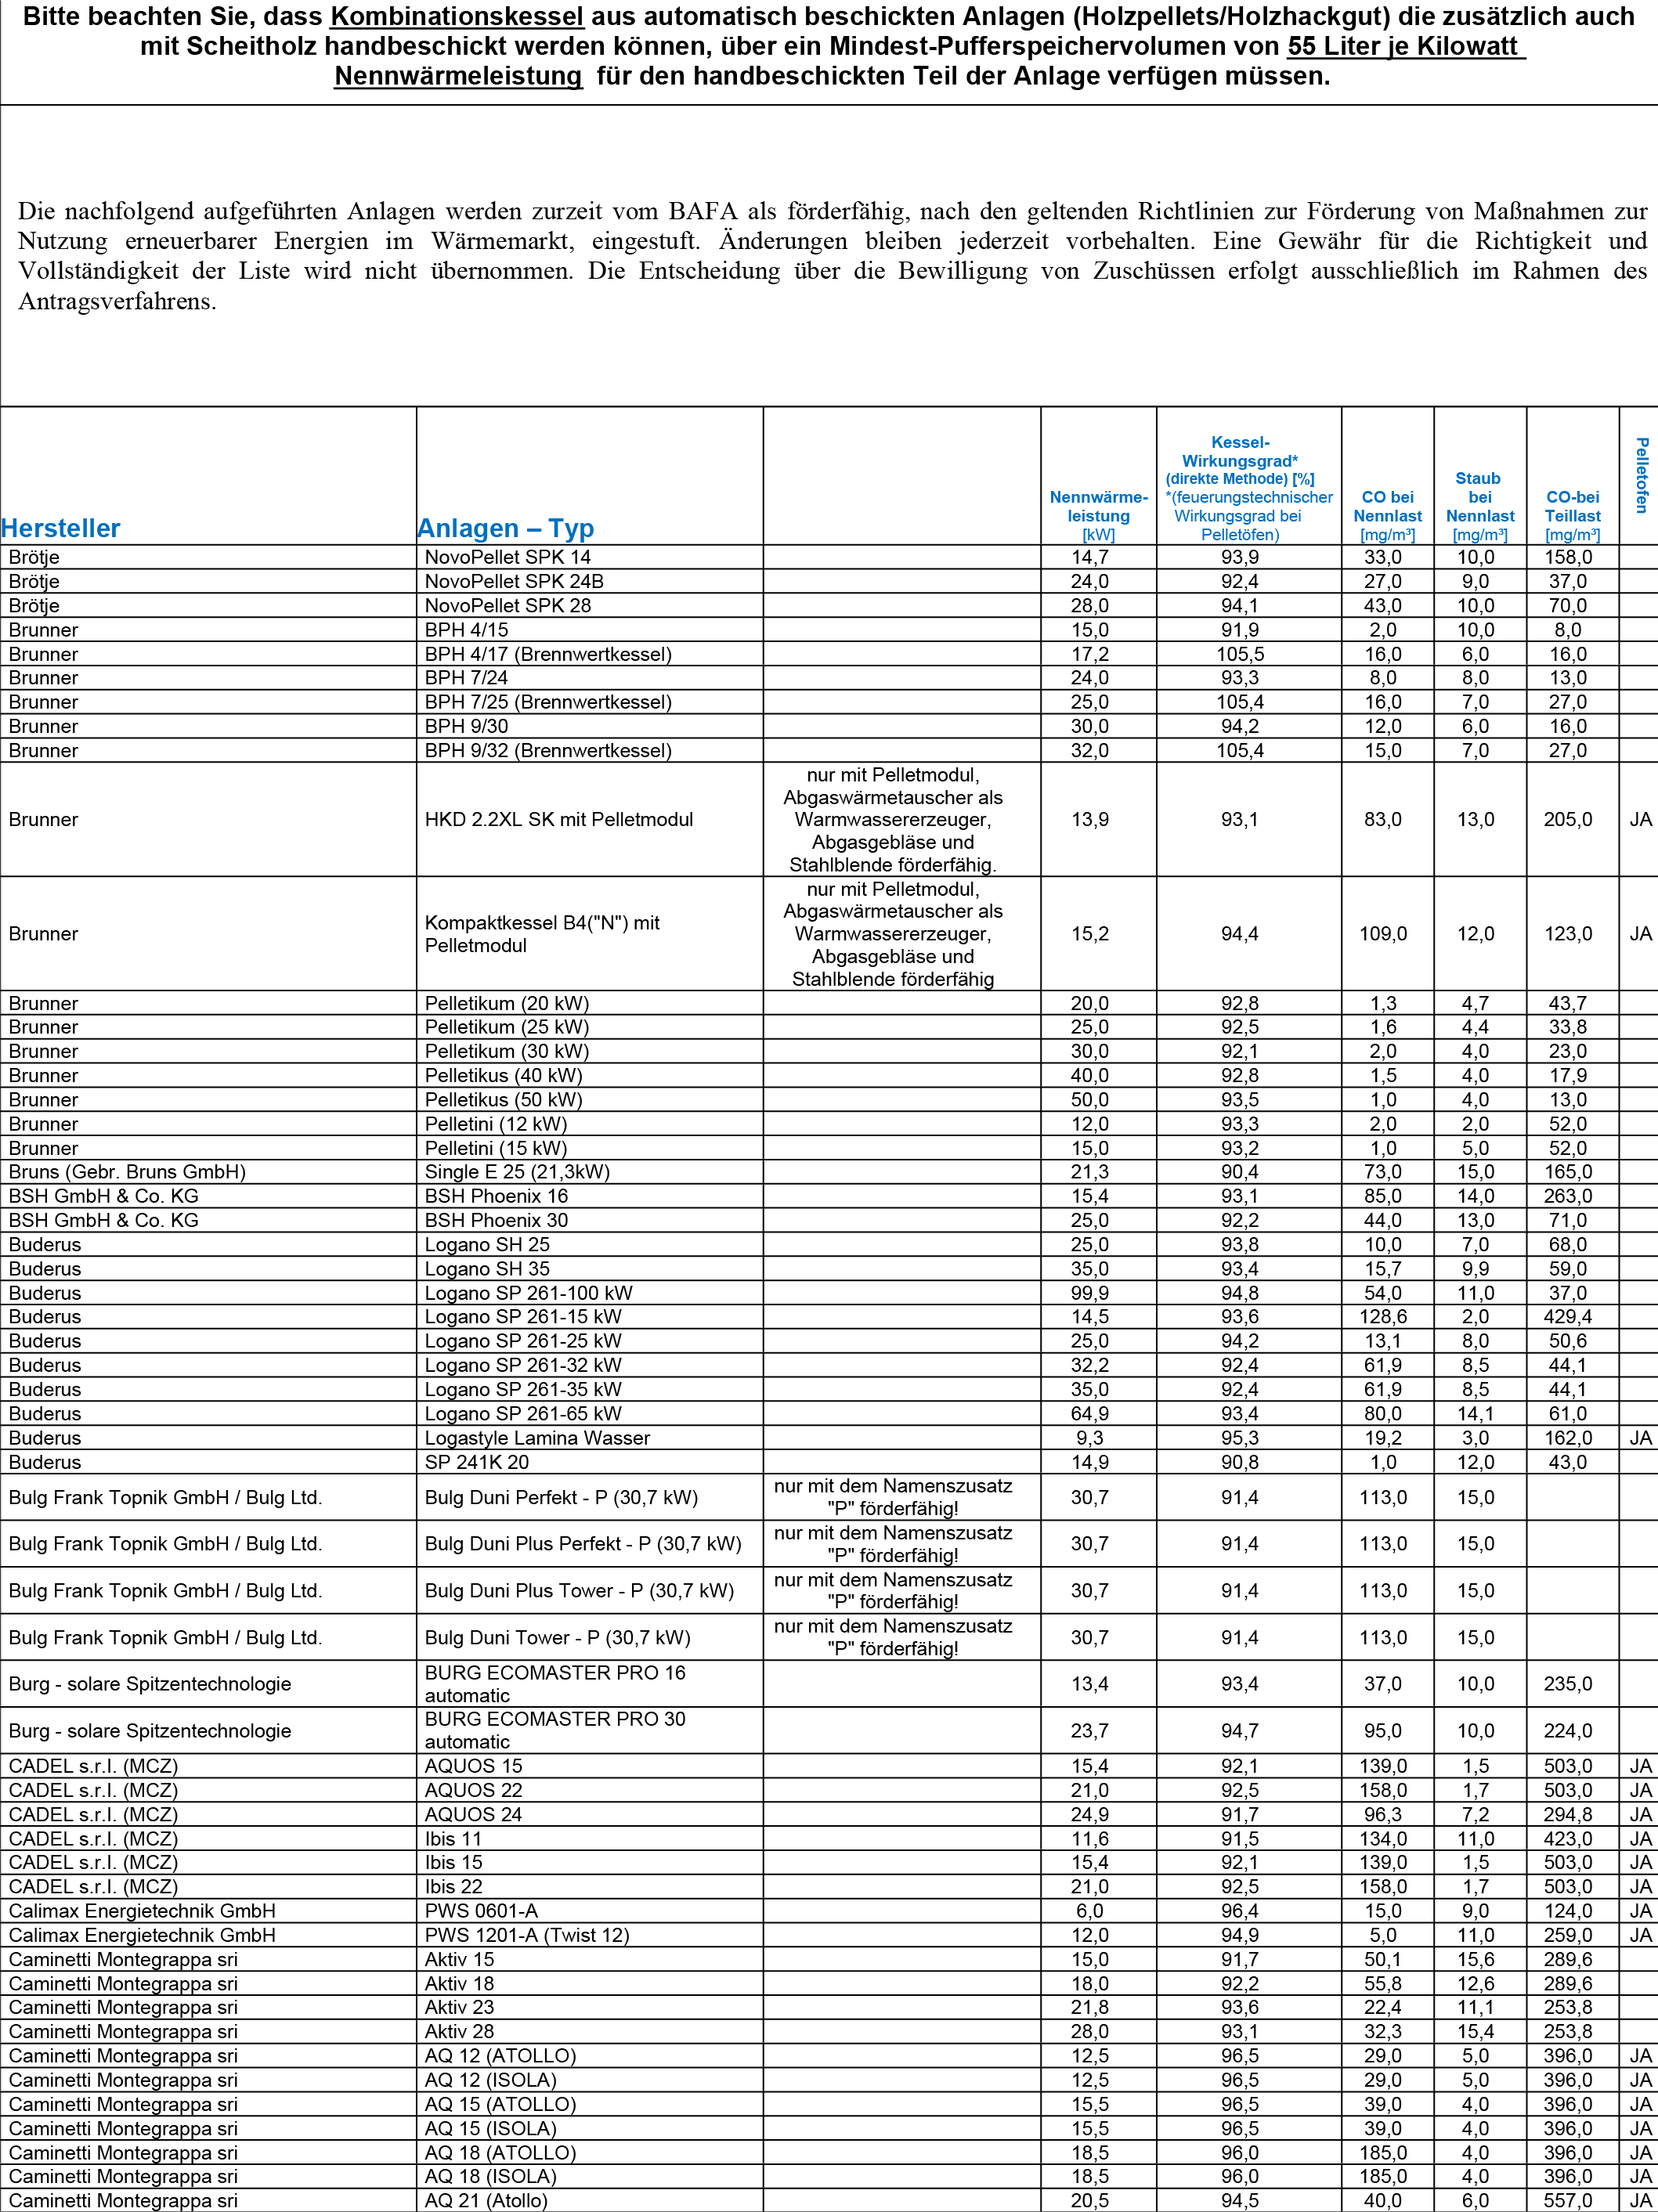 Bitte beachten Sie, dass Kombinationskessel aus automatisch beschickten Anlagen (Holzpellets/Holzhackgut) die zusätzlich auch
mit Scheitholz handbeschickt werden können, über ein Mindest-Pufferspeichervolumen von 55 Liter je Kilowatt
Nennwärmeleistung für den handbeschickten Teil der Anlage verfügen müssen.
Die nachfolgend aufgeführten Anlagen werden zurzeit vom BAFA als förderfähig, nach den geltenden Richtlinien zur Förderung von Maßnahmen zur
Nutzung erneuerbarer Energien im Wärmemarkt, eingestuft. Änderungen bleiben jederzeit vorbehalten. Eine Gewähr für die Richtigkeit und
Vollständigkeit der Liste wird nicht übernommen. Die Entscheidung über die Bewilligung von Zuschüssen erfolgt ausschließlich im Rahmen des
Antragsverfahrens.
Hersteller
Anlagen – Typ
Nennwärme-
leistung
[kW]
Kessel-
Wirkungsgrad*
(direkte Methode) [%]
*(feuerungstechnischer
Wirkungsgrad bei
Pelletöfen)
CO bei
Nennlast
[mg/m³]
Staub
bei
Nennlast
[mg/m³]
CO-bei
Teillast
[mg/m³]
Pelletofen
Brötje NovoPellet SPK 14 14,7 93,9 33,0 10,0 158,0
Brötje NovoPellet SPK 24B 24,0 92,4 27,0 9,0 37,0
Brötje NovoPellet SPK 28 28,0 94,1 43,0 10,0 70,0
Brunner BPH 4/15 15,0 91,9 2,0 10,0 8,0
Brunner BPH 4/17 (Brennwertkessel) 17,2 105,5 16,0 6,0 16,0
Brunner BPH 7/24 24,0 93,3 8,0 8,0 13,0
Brunner BPH 7/25 (Brennwertkessel) 25,0 105,4 16,0 7,0 27,0
Brunner BPH 9/30 30,0 94,2 12,0 6,0 16,0
Brunner BPH 9/32 (Brennwertkessel) 32,0 105,4 15,0 7,0 27,0
nur mit Pelletmodul,
Abgaswärmetauscher als
Brunner HKD 2.2XL SK mit Pelletmodul Warmwassererzeuger, 13,9 93,1 83,0 13,0 205,0 JA
Abgasgebläse und
Stahlblende förderfähig.
nur mit Pelletmodul,
Kompaktkessel B4("N") mit Abgaswärmetauscher als
Brunner Warmwassererzeuger, 15,2 94,4 109,0 12,0 123,0 JA
Pelletmodul Abgasgebläse und
Stahlblende förderfähig
Brunner Pelletikum (20 kW) 20,0 92,8 1,3 4,7 43,7
Brunner Pelletikum (25 kW) 25,0 92,5 1,6 4,4 33,8
Brunner Pelletikum (30 kW) 30,0 92,1 2,0 4,0 23,0
Brunner Pelletikus (40 kW) 40,0 92,8 1,5 4,0 17,9
Brunner Pelletikus (50 kW) 50,0 93,5 1,0 4,0 13,0
Brunner Pelletini (12 kW) 12,0 93,3 2,0 2,0 52,0
Brunner Pelletini (15 kW) 15,0 93,2 1,0 5,0 52,0
Bruns (Gebr. Bruns GmbH) Single E 25 (21,3kW) 21,3 90,4 73,0 15,0 165,0
BSH GmbH & Co. KG BSH Phoenix 16 15,4 93,1 85,0 14,0 263,0
BSH GmbH & Co. KG BSH Phoenix 30 25,0 92,2 44,0 13,0 71,0
Buderus Logano SH 25 25,0 93,8 10,0 7,0 68,0
Buderus Logano SH 35 35,0 93,4 15,7 9,9 59,0
Buderus Logano SP 261-100 kW 99,9 94,8 54,0 11,0 37,0
Buderus Logano SP 261-15 kW 14,5 93,6 128,6 2,0 429,4
Buderus Logano SP 261-25 kW 25,0 94,2 13,1 8,0 50,6
Buderus Logano SP 261-32 kW 32,2 92,4 61,9 8,5 44,1
Buderus Logano SP 261-35 kW 35,0 92,4 61,9 8,5 44,1
Buderus Logano SP 261-65 kW 64,9 93,4 80,0 14,1 61,0
Buderus Logastyle Lamina Wasser 9,3 95,3 19,2 3,0 162,0 JA
Buderus SP 241K 20 14,9 90,8 1,0 12,0 43,0
Bulg Frank Topnik GmbH / Bulg Ltd. Bulg Duni Perfekt - P (30,7 kW) nur mit dem Namenszusatz 30,7 91,4 113,0 15,0
"P" förderfähig!
Bulg Frank Topnik GmbH / Bulg Ltd. Bulg Duni Plus Perfekt - P (30,7 kW) nur mit dem Namenszusatz 30,7 91,4 113,0 15,0
"P" förderfähig!
Bulg Frank Topnik GmbH / Bulg Ltd. Bulg Duni Plus Tower - P (30,7 kW) nur mit dem Namenszusatz 30,7 91,4 113,0 15,0
"P" förderfähig!
Bulg Frank Topnik GmbH / Bulg Ltd. Bulg Duni Tower - P (30,7 kW) nur mit dem Namenszusatz 30,7 91,4 113,0 15,0
"P" förderfähig!
Burg - solare Spitzentechnologie BURG ECOMASTER PRO 16 13,4 93,4 37,0 10,0 235,0
automatic
Burg - solare Spitzentechnologie BURG ECOMASTER PRO 30 23,7 94,7 95,0 10,0 224,0
automatic
CADEL s.r.l. (MCZ) AQUOS 15 15,4 92,1 139,0 1,5 503,0 JA
CADEL s.r.l. (MCZ) AQUOS 22 21,0 92,5 158,0 1,7 503,0 JA
CADEL s.r.l. (MCZ) AQUOS 24 24,9 91,7 96,3 7,2 294,8 JA
CADEL s.r.l. (MCZ) Ibis 11 11,6 91,5 134,0 11,0 423,0 JA
CADEL s.r.l. (MCZ) Ibis 15 15,4 92,1 139,0 1,5 503,0 JA
CADEL s.r.l. (MCZ) Ibis 22 21,0 92,5 158,0 1,7 503,0 JA
Calimax Energietechnik GmbH PWS 0601-A 6,0 96,4 15,0 9,0 124,0 JA
Calimax Energietechnik GmbH PWS 1201-A (Twist 12) 12,0 94,9 5,0 11,0 259,0 JA
Caminetti Montegrappa sri Aktiv 15 15,0 91,7 50,1 15,6 289,6
Caminetti Montegrappa sri Aktiv 18 18,0 92,2 55,8 12,6 289,6
Caminetti Montegrappa sri Aktiv 23 21,8 93,6 22,4 11,1 253,8
Caminetti Montegrappa sri Aktiv 28 28,0 93,1 32,3 15,4 253,8
Caminetti Montegrappa sri AQ 12 (ATOLLO) 12,5 96,5 29,0 5,0 396,0 JA
Caminetti Montegrappa sri AQ 12 (ISOLA) 12,5 96,5 29,0 5,0 396,0 JA
Caminetti Montegrappa sri AQ 15 (ATOLLO) 15,5 96,5 39,0 4,0 396,0 JA
Caminetti Montegrappa sri AQ 15 (ISOLA) 15,5 96,5 39,0 4,0 396,0 JA
Caminetti Montegrappa sri AQ 18 (ATOLLO) 18,5 96,0 185,0 4,0 396,0 JA
Caminetti Montegrappa sri AQ 18 (ISOLA) 18,5 96,0 185,0 4,0 396,0 JA
Caminetti Montegrappa sri AQ 21 (Atollo) 20,5 94,5 40,0 6,0 557,0 JA